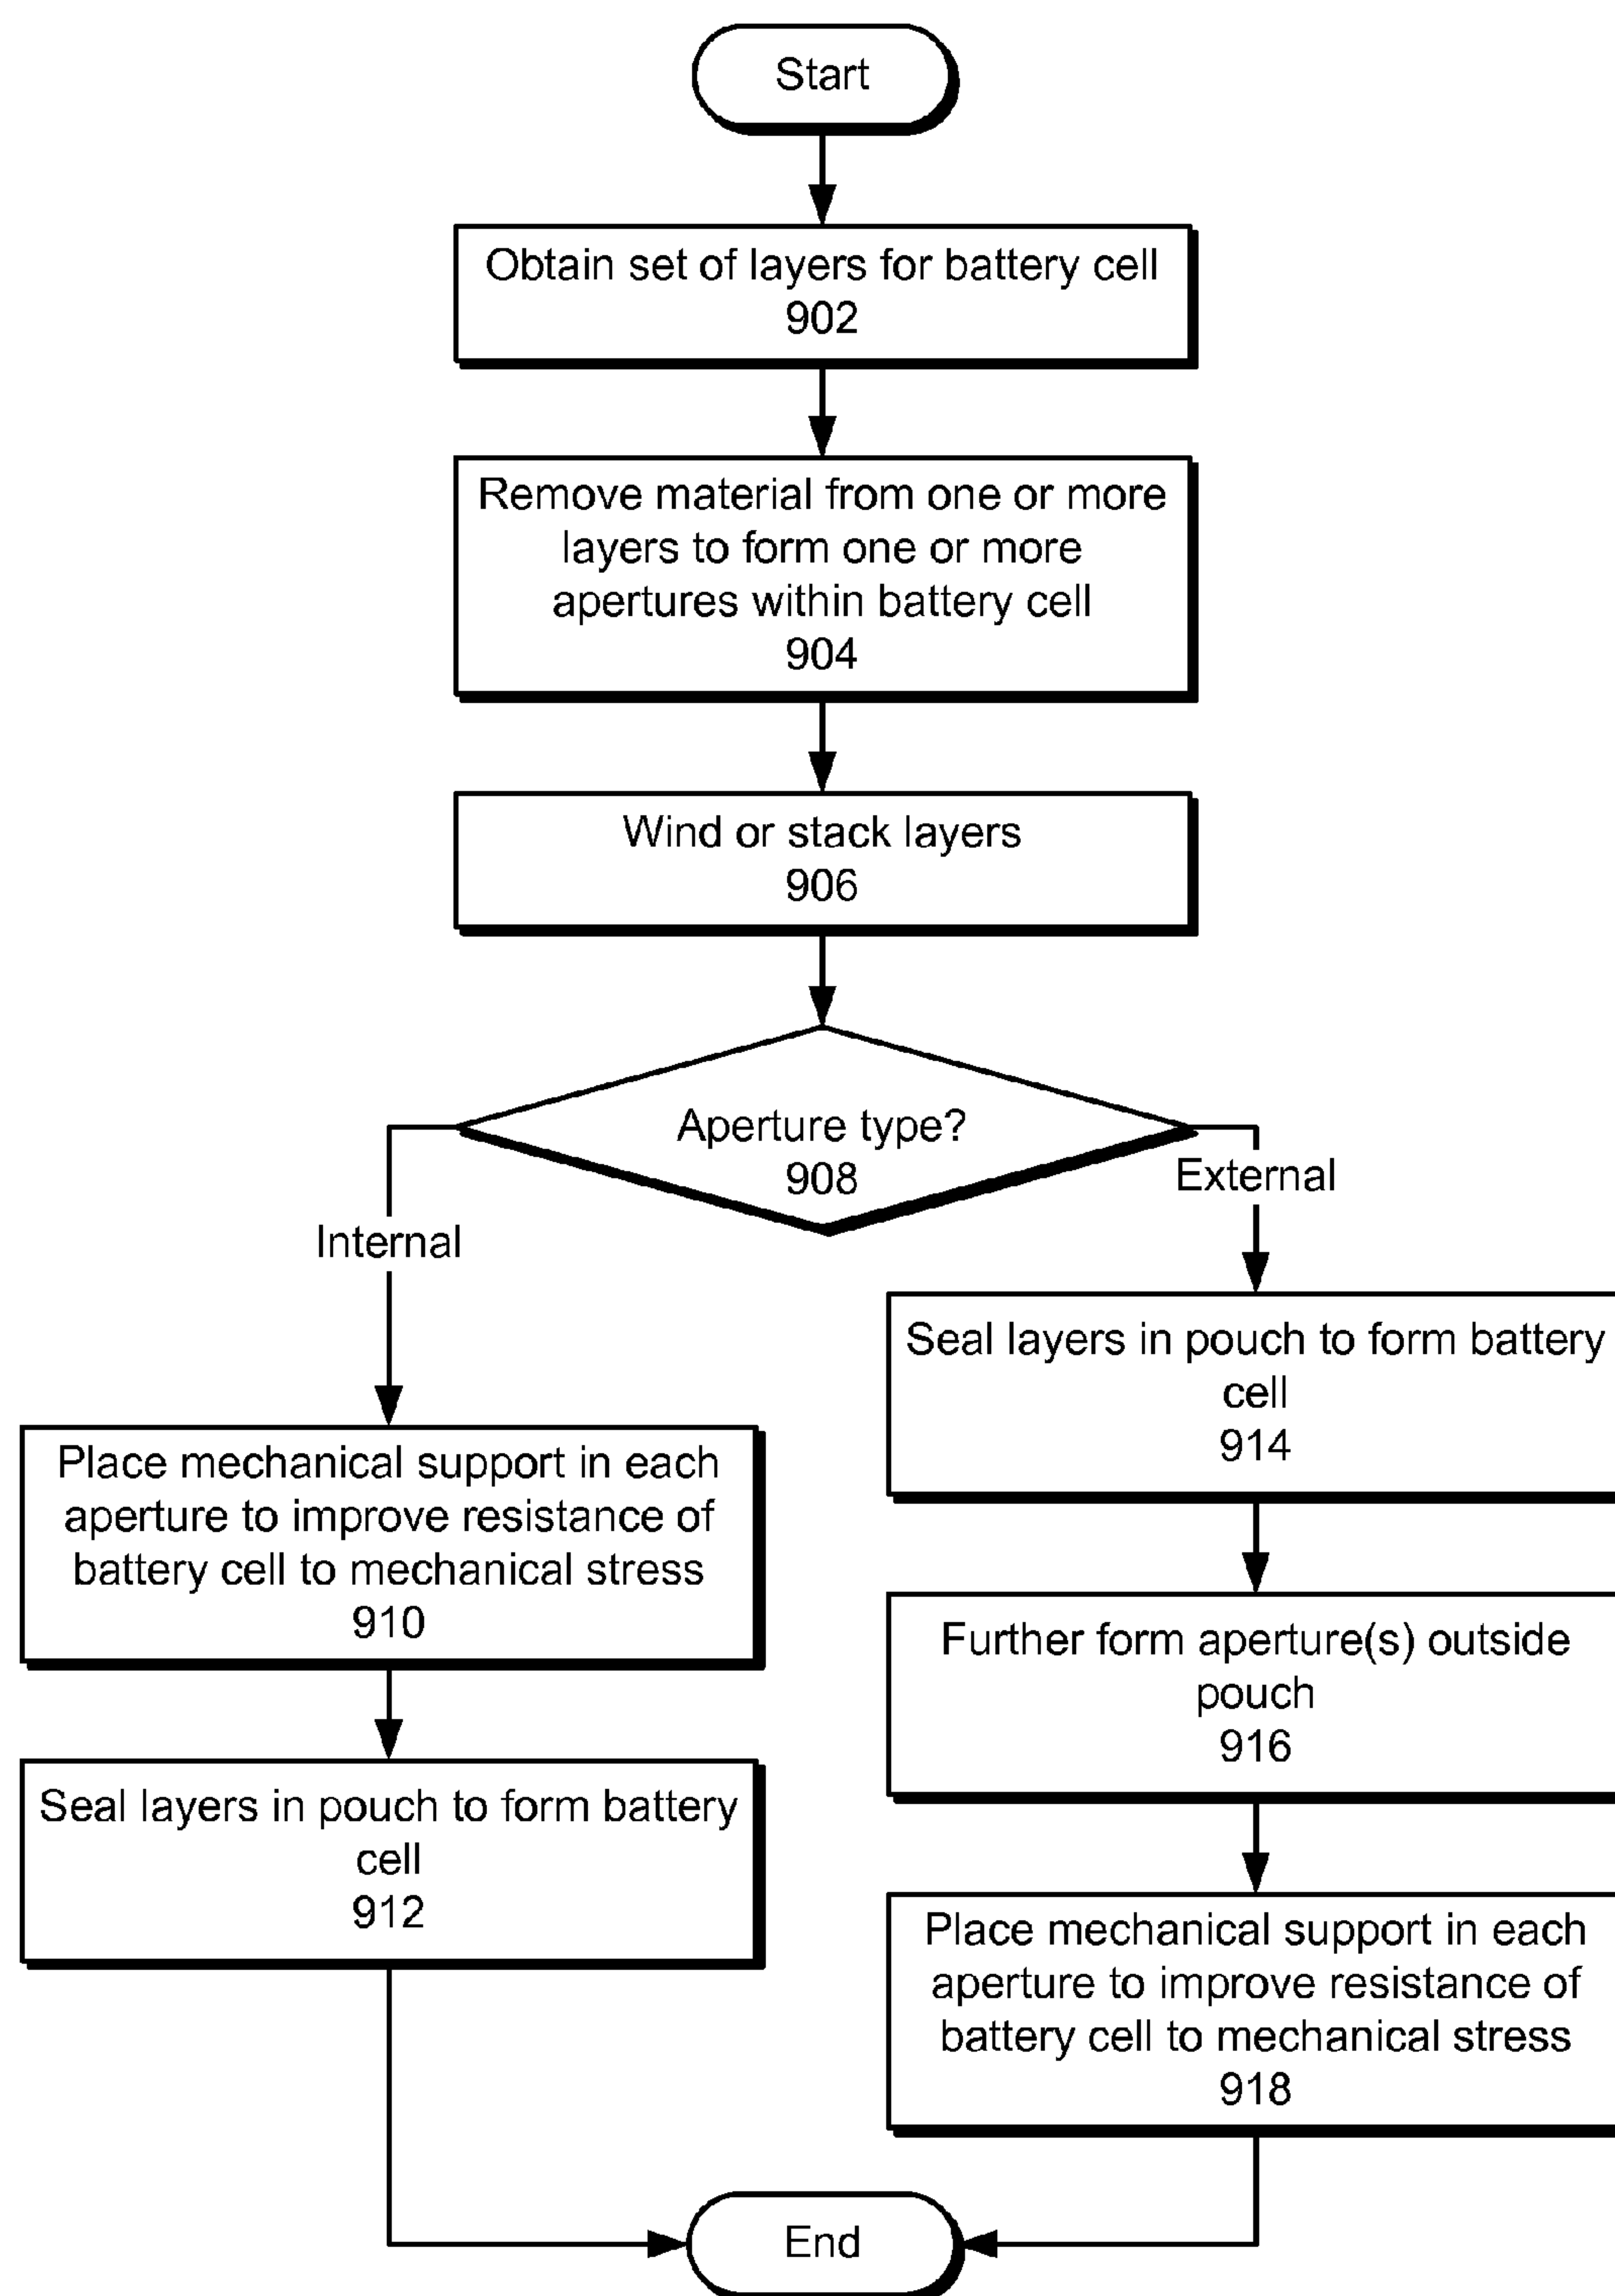 Start
Obtain set of layers for battery cell
902
Remove material from one or more
layers to form one or more
apertures within battery cell
904
Wind or stack layers
906
Aperture type?
908
Internal
External
Place mechanical support in each
aperture to improve resistance of
battery cell to mechanical stress
910
Seal layers in pouch to form battery
cell
912
Seal layers in pouch to form battery
cell
914
Further form aperture(s) outside
pouch
916
Place mechanical support in each
aperture to improve resistance of
battery cell to mechanical stress
918
End